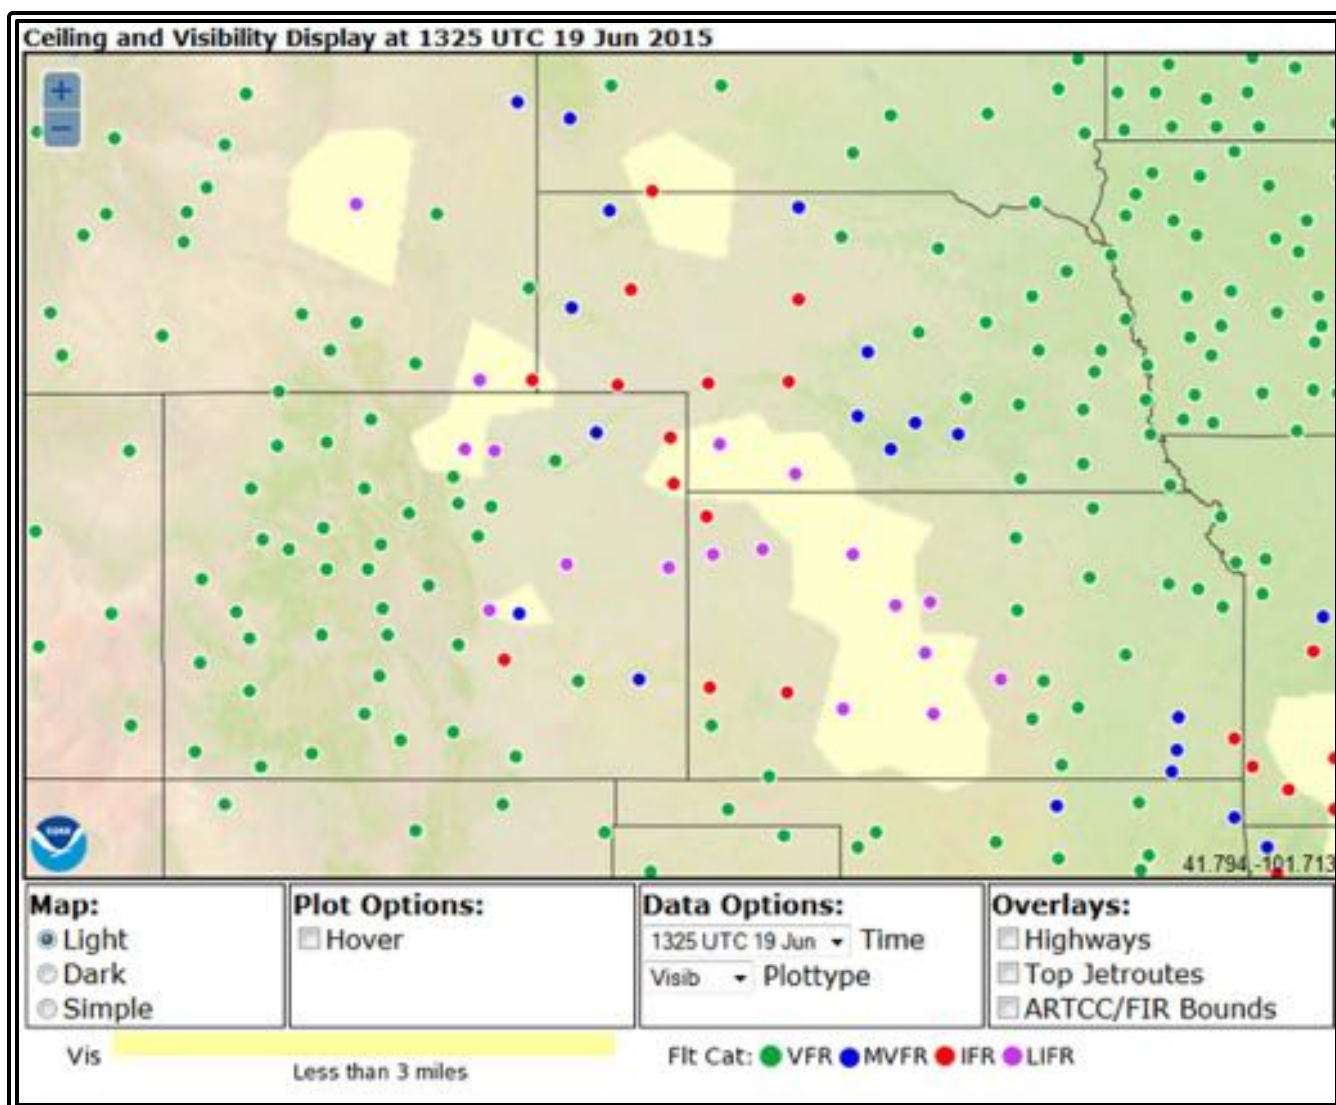 Ceiling and Visibility Display at 1325 UTC 19 Jun 2015
+
−
41.794,-101.713
Map:
Light
Dark
Simple
Plot Options:
Hover
Data Options:
1325 UTC 19 Jun Time
Visib Plottype
Overlays:
Highways
Top Jetroutes
ARTCC/FIR Bounds
Vis
Less than 3 miles
Flt Cat: VFR MVFR IFR LIFR